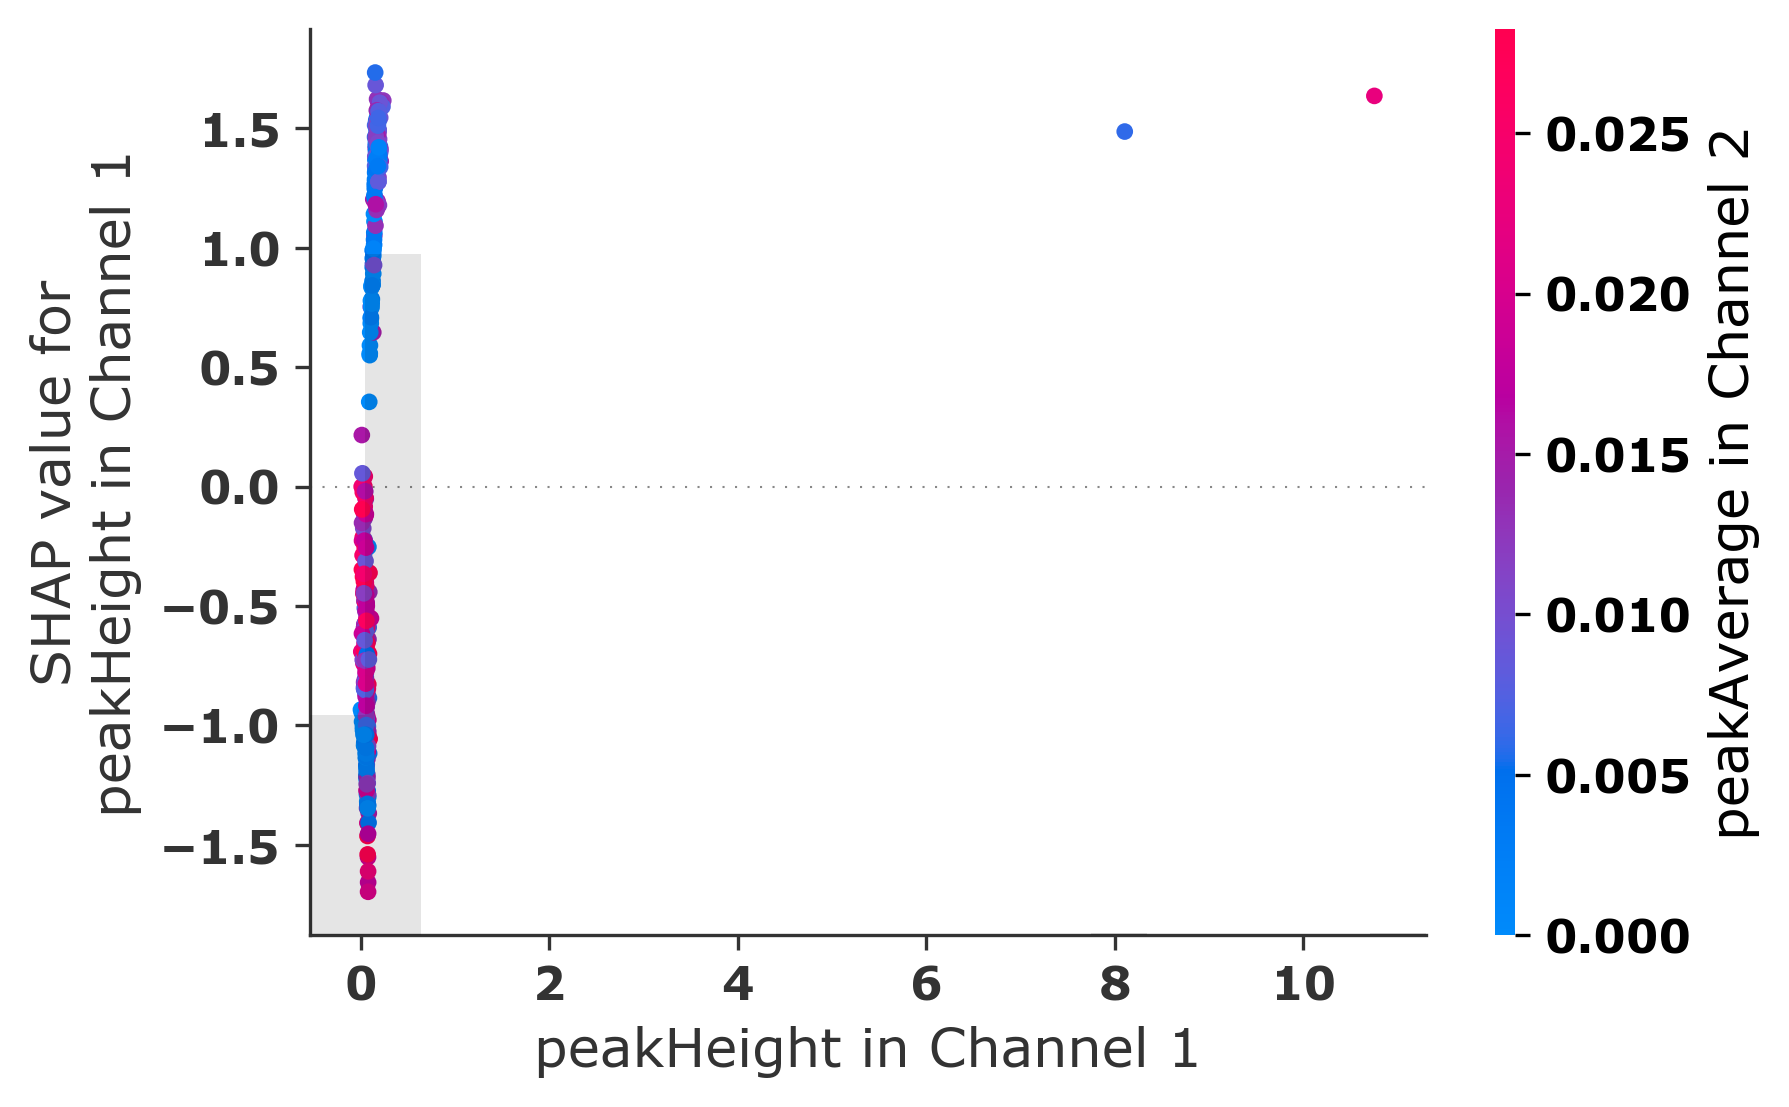 SHAP value for
peakHeight in Channel 1
1.5
1.0
0.5
0.0
−0.5
−1.0
−1.5
0 2 4 6 8 10
peakHeight in Channel 1
0.025
0.020
0.015
0.010
0.005
0.000
peakAverage in Channel 2